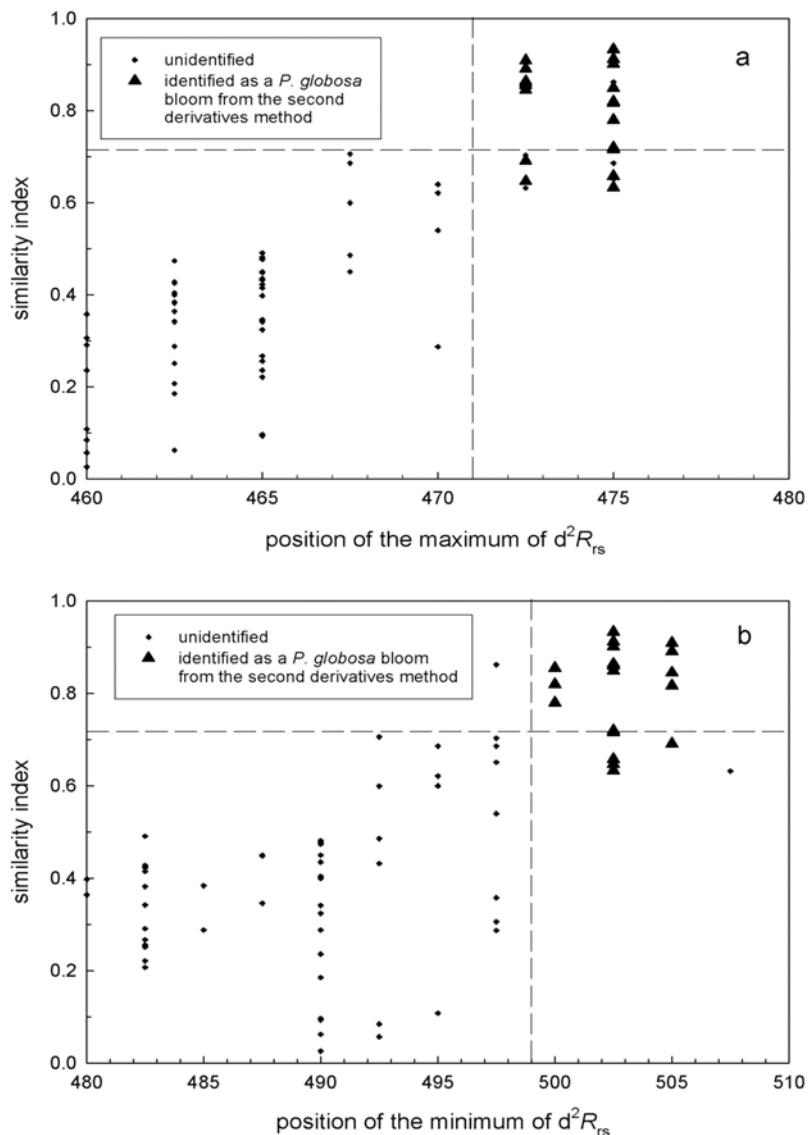 a
unidentified
identified as a P. globosa
bloom from the second
derivatives method
1.0
0.8
0.6
0.4
0.2
0.0
similarity index
460
465
470
475
480
position of the maximum of d²Rrs
b
unidentified
identified as a P. globosa bloom
from the second derivatives method
1.0
0.8
0.6
0.4
0.2
0.0
similarity index
480
485
490
495
500
505
510
position of the minimum of d²Rrs